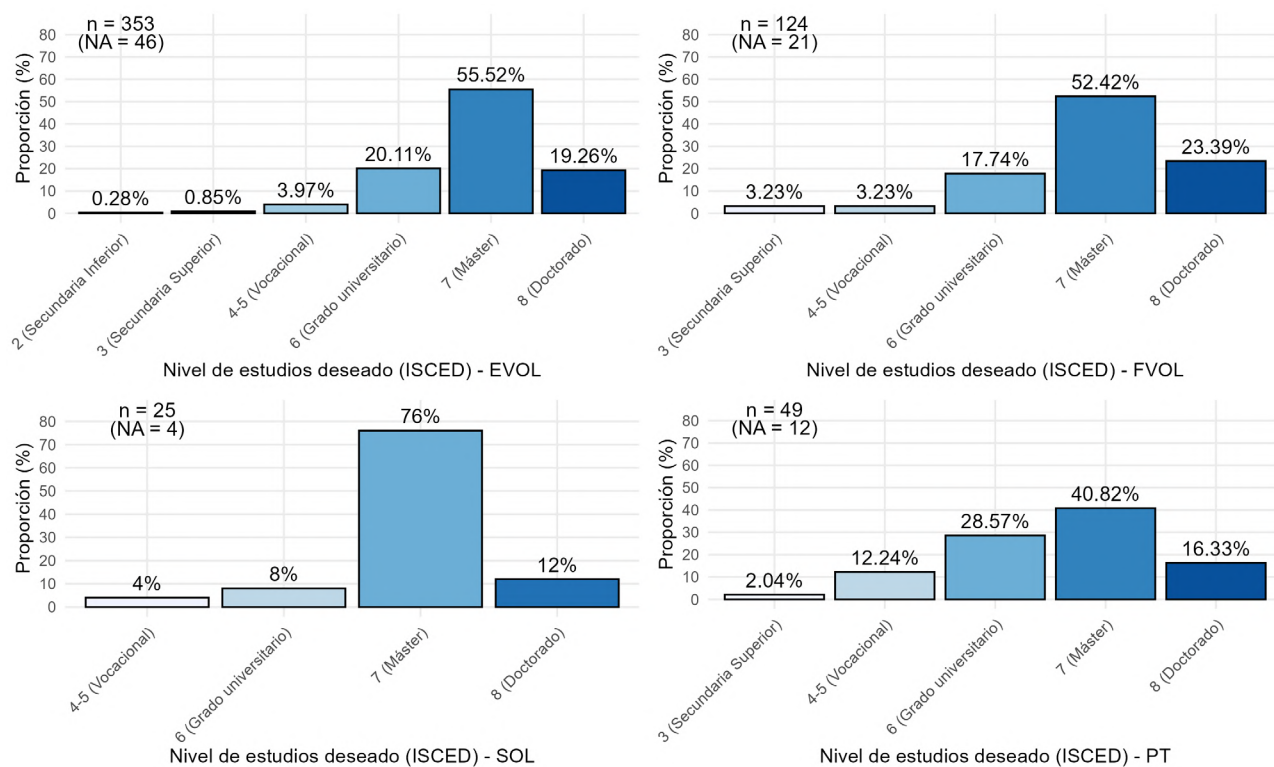 n = 353
(NA = 46)
Proporción (%)
80
70
60
50
40
30
20
10
0
0.28%
0.85%
3.97%
20.11%
55.52%
19.26%
2 (Secundaria Inferior)
3 (Secundaria Superior)
4-5 (Vocacional)
6 (Grado universitario)
7 (Máster)
8 (Doctorado)
Nivel de estudios deseado (ISCED) - EVOL
n = 124
(NA = 21)
Proporción (%)
80
70
60
50
40
30
20
10
0
3.23%
3.23%
17.74%
52.42%
23.39%
3 (Secundaria Superior)
4-5 (Vocacional)
6 (Grado universitario)
7 (Máster)
8 (Doctorado)
Nivel de estudios deseado (ISCED) - FVOL
n = 25
(NA = 4)
Proporción (%)
80
70
60
50
40
30
20
10
0
4%
8%
76%
12%
4-5 (Vocacional)
6 (Grado universitario)
7 (Máster)
8 (Doctorado)
Nivel de estudios deseado (ISCED) - SOL
n = 49
(NA = 12)
Proporción (%)
80
70
60
50
40
30
20
10
0
2.04%
12.24%
28.57%
40.82%
16.33%
3 (Secundaria Superior)
4-5 (Vocacional)
6 (Grado universitario)
7 (Máster)
8 (Doctorado)
Nivel de estudios deseado (ISCED) - PT